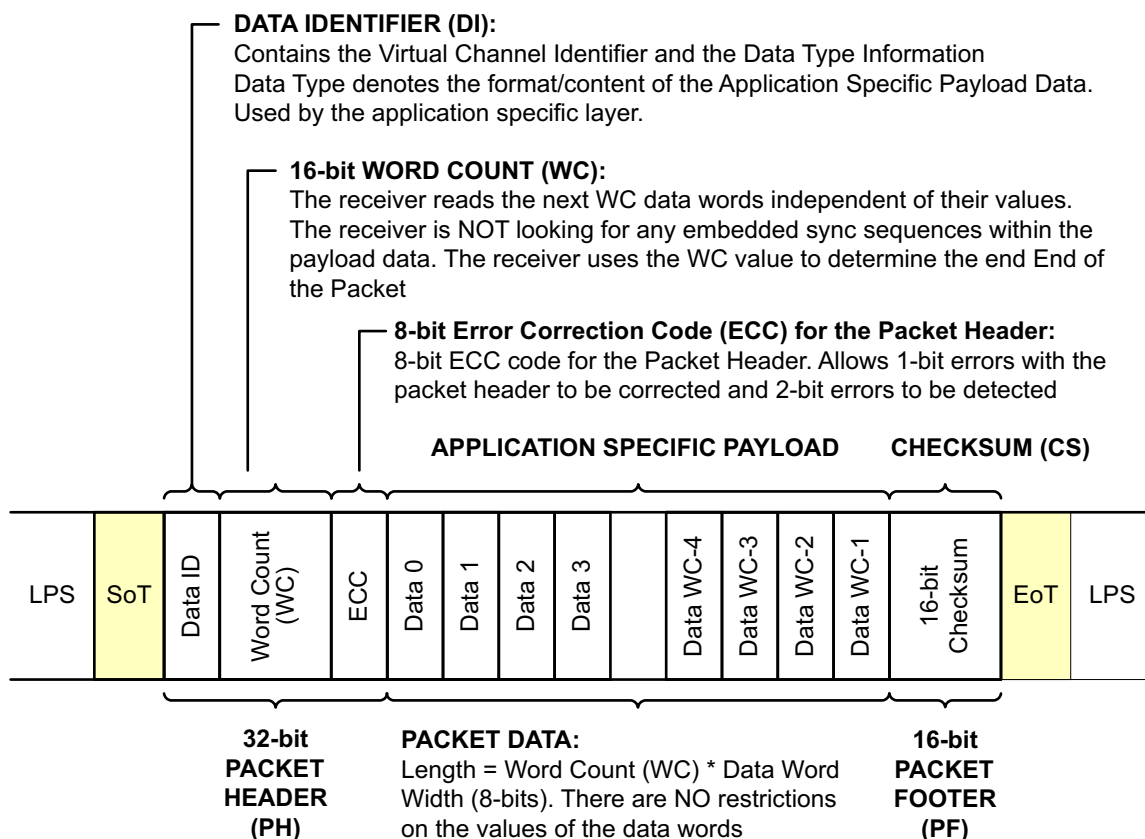 DATA IDENTIFIER (DI):
Contains the Virtual Channel Identifier and the Data Type Information
Data Type denotes the format/content of the Application Specific Payload Data.
Used by the application specific layer.
16-bit WORD COUNT (WC):
The receiver reads the next WC data words independent of their values.
The receiver is NOT looking for any embedded sync sequences within the
payload data. The receiver uses the WC value to determine the end End of
the Packet
8-bit Error Correction Code (ECC) for the Packet Header:
8-bit ECC code for the Packet Header. Allows 1-bit errors with the
packet header to be corrected and 2-bit errors to be detected
APPLICATION SPECIFIC PAYLOAD
CHECKSUM (CS)
LPS
SoT
Data ID
Word Count
(WC)
ECC
Data 0
Data 1
Data 2
Data 3
Data WC-4
Data WC-3
Data WC-2
Data WC-1
16-bit
Checksum
EoT
LPS
32-bit
PACKET
HEADER
(PH)
PACKET DATA:
Length = Word Count (WC) * Data Word
Width (8-bits). There are NO restrictions
on the values of the data words
16-bit
PACKET
FOOTER
(PF)